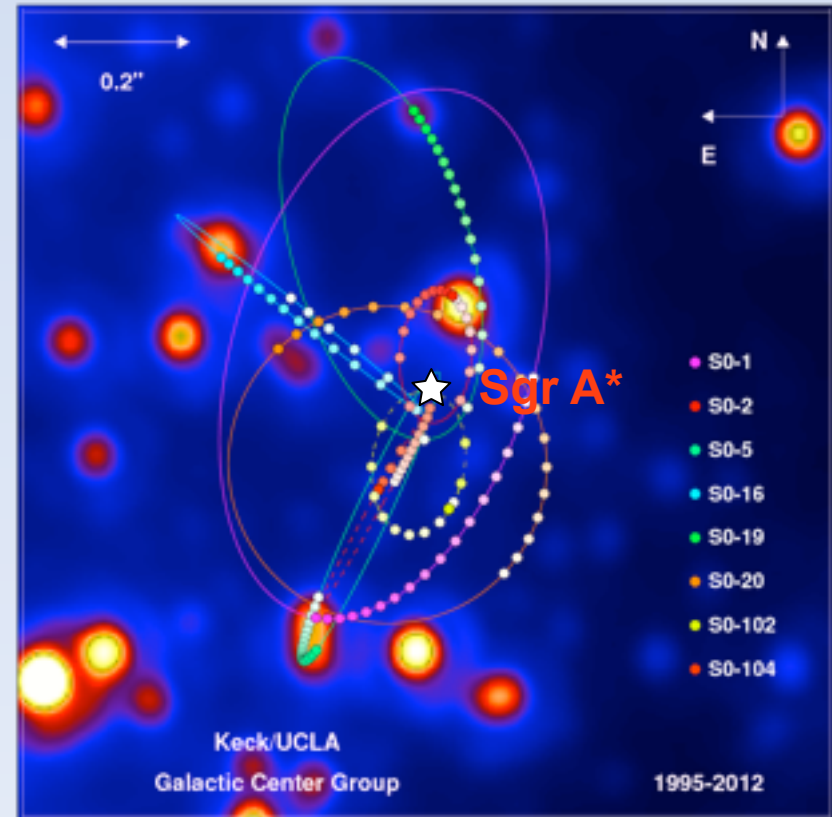 0.2"
N
E
Sgr A*
S0-1
S0-2
S0-5
S0-16
S0-19
S0-20
S0-102
S0-104
Keck/UCLA
Galactic Center Group
1995-2012